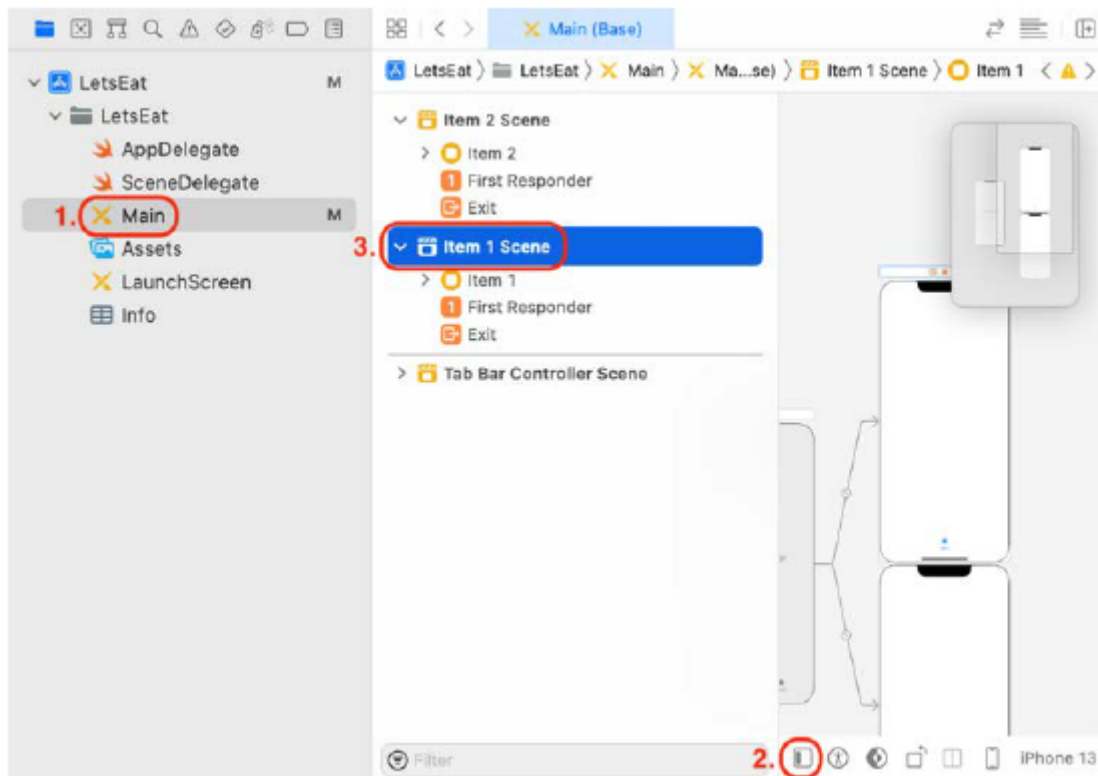 Main (Base)
LetsEat
M
LetsEat
AppDelegate
SceneDelegate
1.
Main
M
Assets
LaunchScreen
Info
LetsEat
LetsEat
Main
Ma...se)
Item 1 Scene
Item 1
Item 2 Scene
Item 2
First Responder
Exit
3.
Item 1 Scene
Item 1
First Responder
Exit
Tab Bar Controller Scene
Filter
2.
iPhone 13